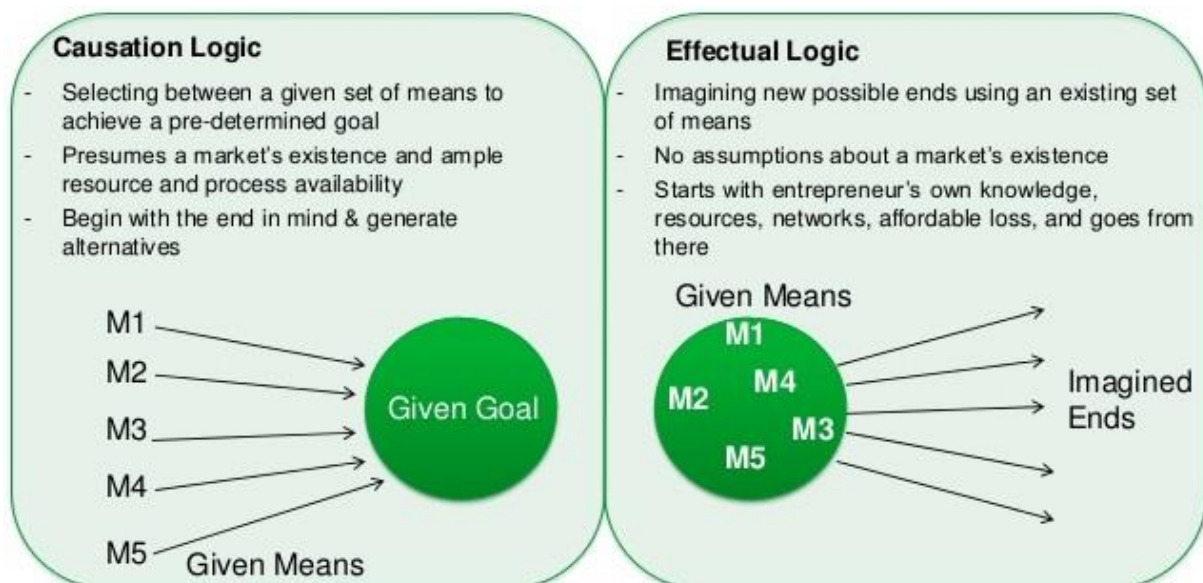 Causation Logic
- Selecting between a given set of means to
achieve a pre-determined goal
- Presumes a market's existence and ample
resource and process availability
- Begin with the end in mind & generate
alternatives
M1
M2
M3
M4
M5
Given Goal
Given Means
Effectual Logic
- Imagining new possible ends using an existing set
of means
- No assumptions about a market's existence
- Starts with entrepreneur's own knowledge,
resources, networks, affordable loss, and goes from
there
Given Means
M1
M4
M2
M3
M5
Imagined
Ends